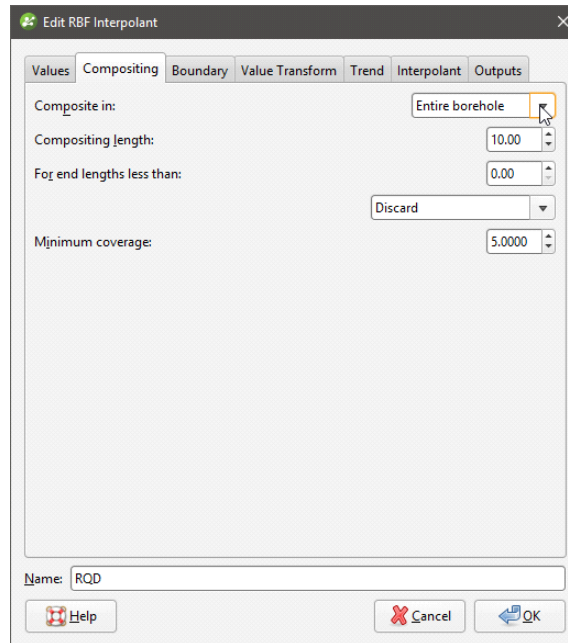 Edit RBF Interpolant
Values Compositing Boundary Value Transform Trend Interpolant Outputs
Composite in: Entire borehole
Compositing length: 10.00
For end lengths less than: 0.00
Discard
Minimum coverage: 5.0000
Name: RQD
Help Cancel OK